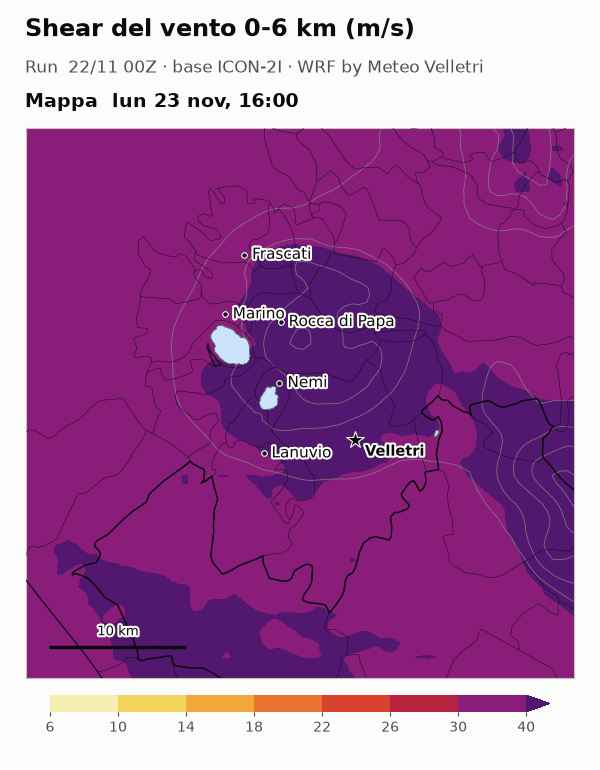 Shear del vento 0-6 km (m/s)
Run  22/11 00Z · base ICON-2I · WRF by Meteo Velletri
Mappa  lun 23 nov, 16:00
Frascati
Marino
Rocca di Papa
Nemi
Velletri
Lanuvio
10 km
6 10 14 18 22 26 30 40